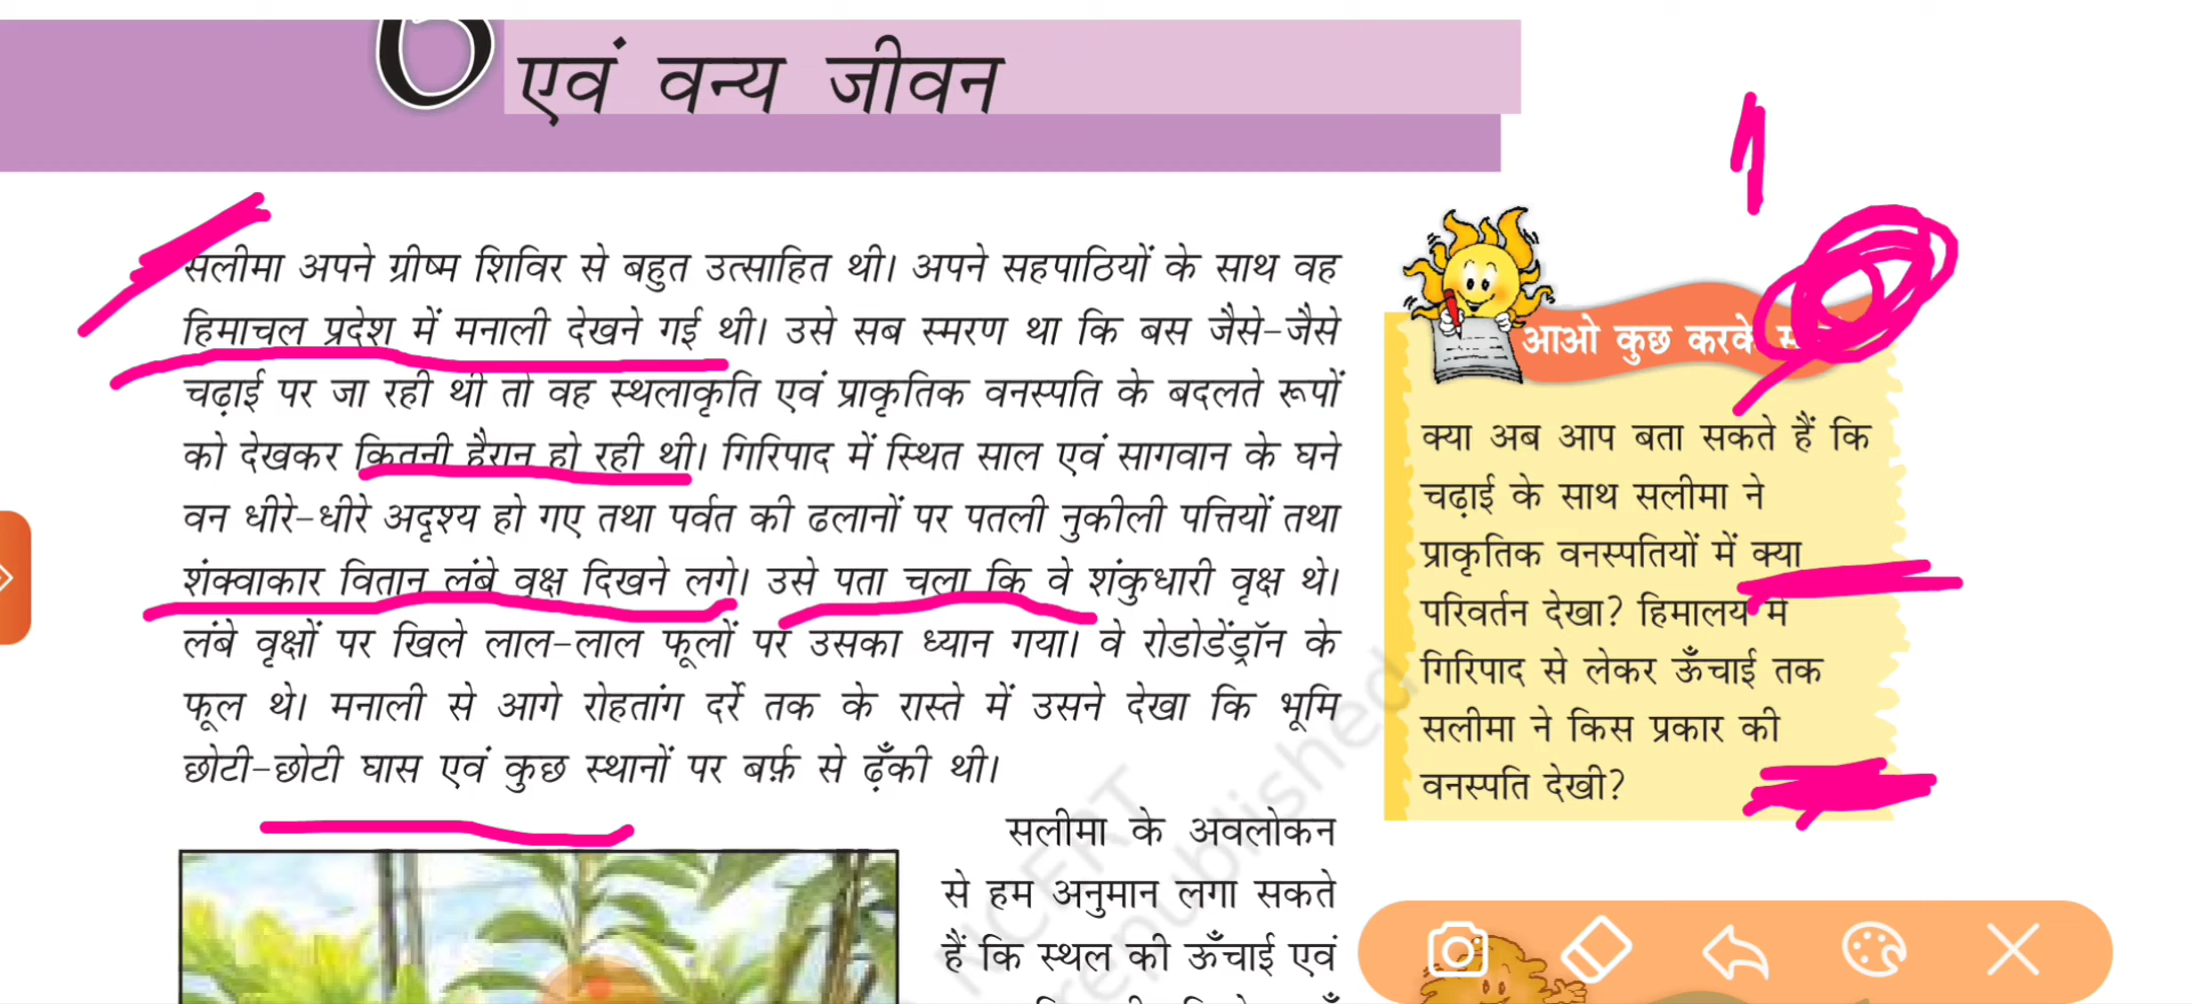 6
एवं वन्य जीवन
1
सलीमा अपने ग्रीष्म शिविर से बहुत उत्साहित थी। अपने सहपाठियों के साथ वह
हिमाचल प्रदेश में मनाली देखने गई थी। उसे सब स्मरण था कि बस जैसे-जैसे
चढ़ाई पर जा रही थी तो वह स्थलाकृति एवं प्राकृतिक वनस्पति के बदलते रूपों
को देखकर कितनी हैरान हो रही थी। गिरिपाद में स्थित साल एवं सागवान के घने
वन धीरे-धीरे अदृश्य हो गए तथा पर्वत की ढलानों पर पतली नुकीली पत्तियों तथा
शंक्वाकार वितान लंबे वृक्ष दिखने लगे। उसे पता चला कि वे शंकुधारी वृक्ष थे।
लंबे वृक्षों पर खिले लाल-लाल फूलों पर उसका ध्यान गया। वे रोडोडेंड्रॉन के
फूल थे। मनाली से आगे रोहतांग दर्रे तक के रास्ते में उसने देखा कि भूमि
छोटी-छोटी घास एवं कुछ स्थानों पर बर्फ़ से ढ़ँकी थी।
सलीमा के अवलोकन
से हम अनुमान लगा सकते
हैं कि स्थल की ऊँचाई एवं
आओ कुछ करके
क्या अब आप बता सकते हैं कि
चढ़ाई के साथ सलीमा ने
प्राकृतिक वनस्पतियों में क्या
परिवर्तन देखा? हिमालय में
गिरिपाद से लेकर ऊँचाई तक
सलीमा ने किस प्रकार की
वनस्पति देखी?
NCERT
republished